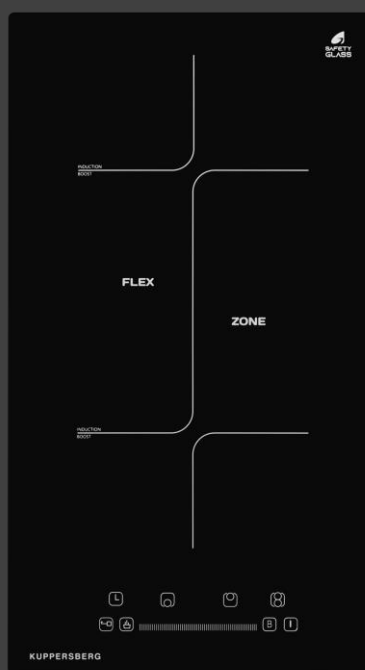 SAFETY
GLASS
INDUCTION
BOOST
FLEX
ZONE
INDUCTION
BOOST
B
KUPPERSBERG